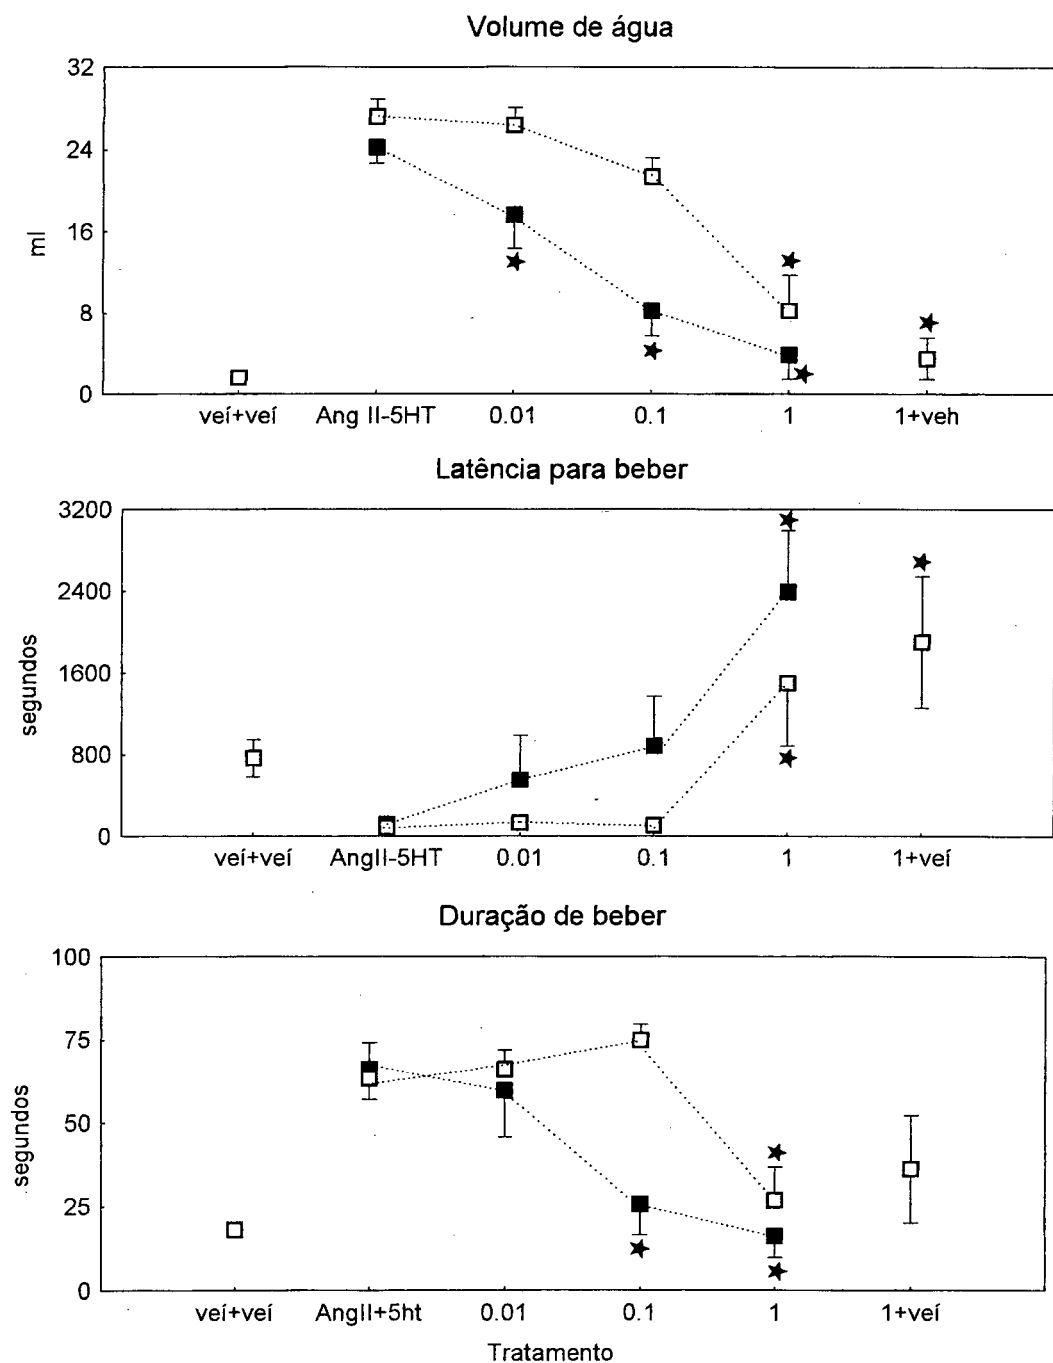 Volume de água
32
24
16
8
0
ml
veí+veí Ang II-5HT 0.01 0.1 1 1+veh
Latência para beber
3200
2400
1600
800
0
segundos
veí+veí AngII-5HT 0.01 0.1 1 1+veí
Duração de beber
100
75
50
25
0
segundos
veí+veí AngII+5ht 0.01 0.1 1 1+veí
Tratamento